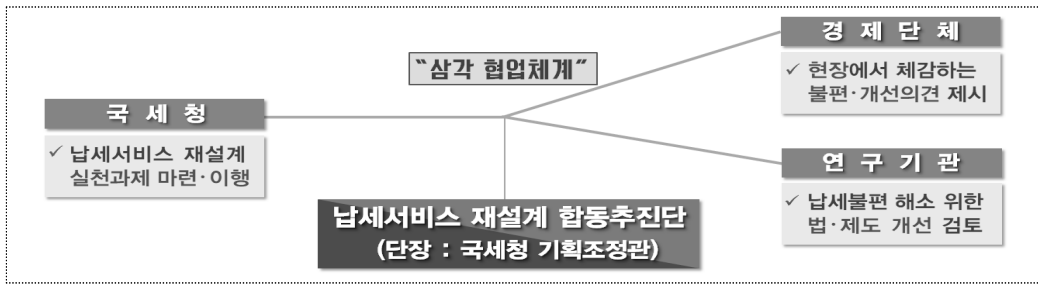 "삼각 협업체계"
국 세 청
✓ 납세서비스 재설계
실천과제 마련·이행
경 제 단 체
✓ 현장에서 체감하는
불편·개선의견 제시
연 구 기 관
✓ 납세불편 해소 위한
법·제도 개선 검토
납세서비스 재설계 합동추진단
(단장 : 국세청 기획조정관)